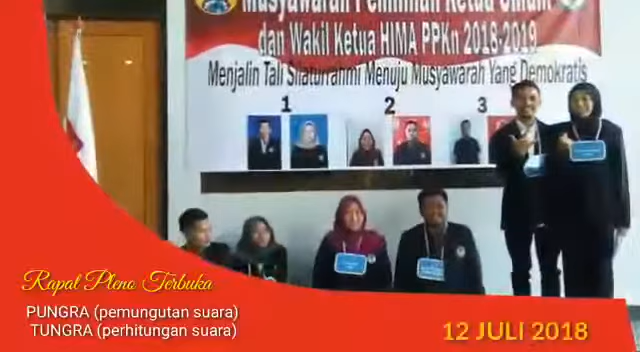 Musyawarah Pemilihan Ketua Umum
dan Wakil Ketua HIMA PPKn 2018-2019
Menjalin Tali Silaturrahmi Menuju Musyawarah Yang Demokratis
1 2 3
Rapat Pleno Terbuka
PUNGRA (pemungutan suara)
TUNGRA (perhitungan suara)
12 JULI 2018